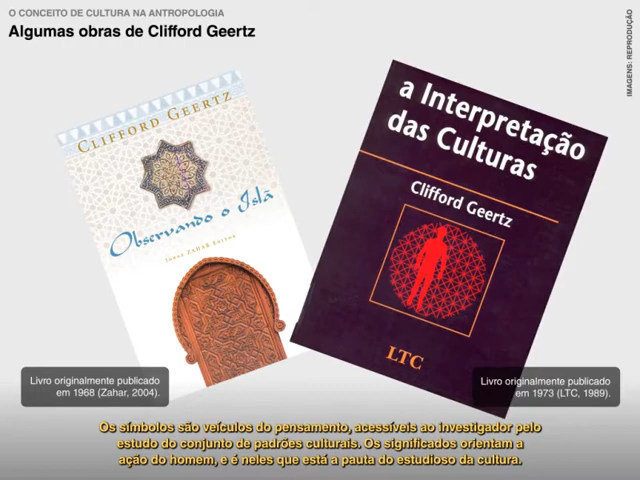 O CONCEITO DE CULTURA NA ANTROPOLOGIA
Algumas obras de Clifford Geertz
IMAGENS: REPRODUÇÃO
CLIFFORD GEERTZ
Observando o Islã
Jorge ZAHAR Editor
a Interpretação
das Culturas
Clifford Geertz
LTC
Livro originalmente publicado
em 1968 (Zahar, 2004).
Livro originalmente publicado
em 1973 (LTC, 1989).
Os símbolos são veículos do pensamento, acessíveis ao investigador pelo
estudo do conjunto de padrões culturais. Os significados orientam a
ação do homem, e é neles que está a pauta do estudioso da cultura.